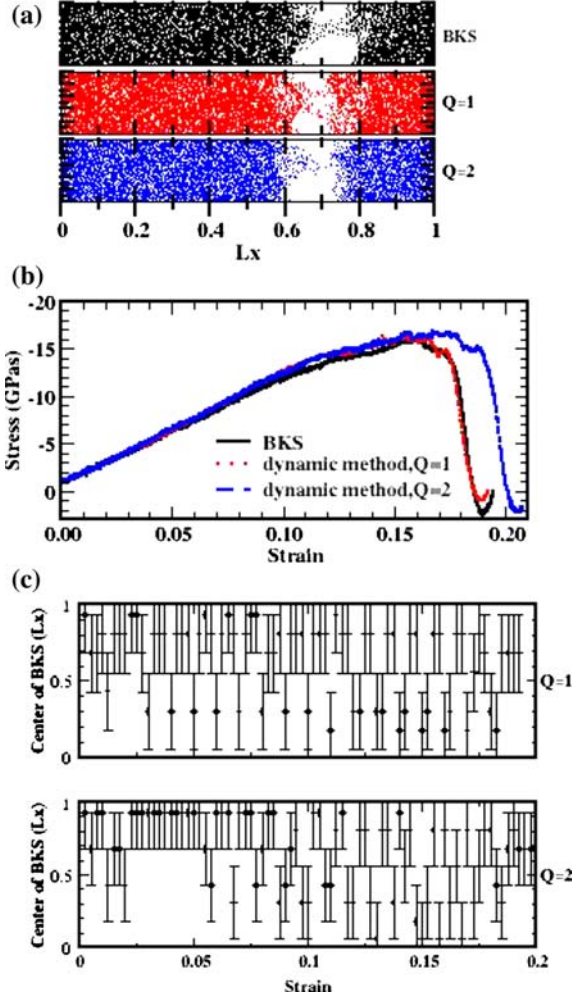 (a)
BKS
Q=1
Q=2
0 0.2 0.4 0.6 0.8 1
Lx
(b)
-20
-15
-10
-5
0
Stress (GPas)
BKS
dynamic method,Q=1
dynamic method,Q=2
0.00 0.05 0.10 0.15 0.20
Strain
(c)
1
0.5
0
Center of BKS (Lx)
Q=1
1
0.5
0
Center of BKS (Lx)
Q=2
0 0.05 0.1 0.15 0.2
Strain